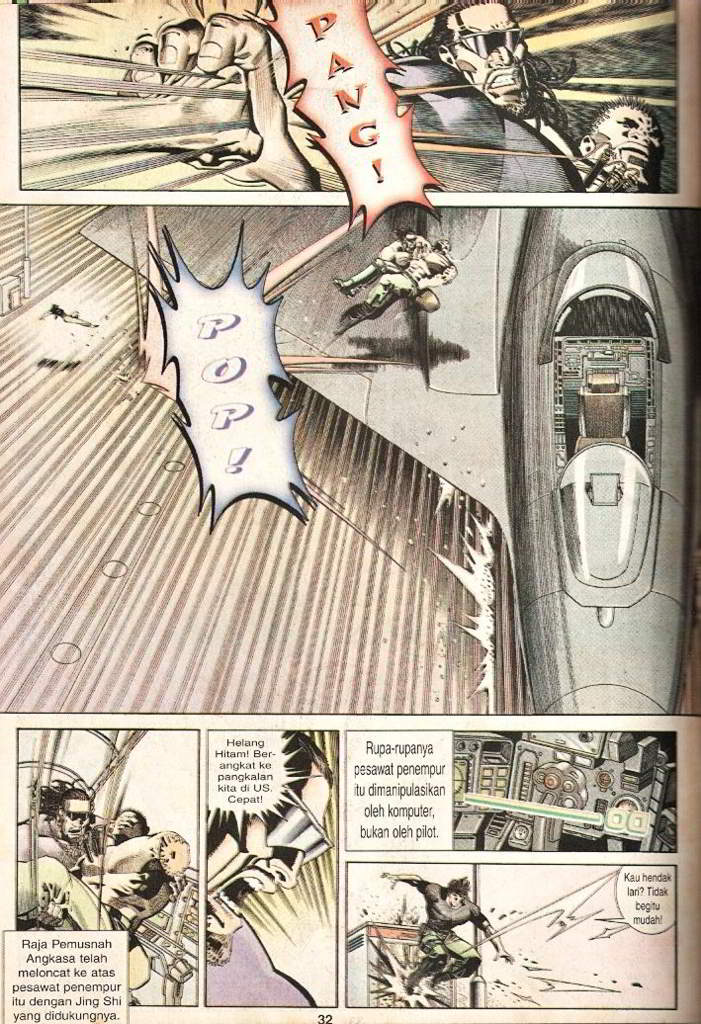 PANG!
POP!
Raja Pemusnah
Angkasa telah
meloncat ke atas
pesawat penempur
itu dengan Jing Shi
yang didukungnya.
Helang
Hitam! Ber-
angkat ke
pangkalan
kita di US.
Cepat!
Rupa-rupanya
pesawat penempur
itu dimanipulasikan
oleh komputer,
bukan oleh pilot.
Kau hendak
lari? Tidak
begitu
mudah!
32